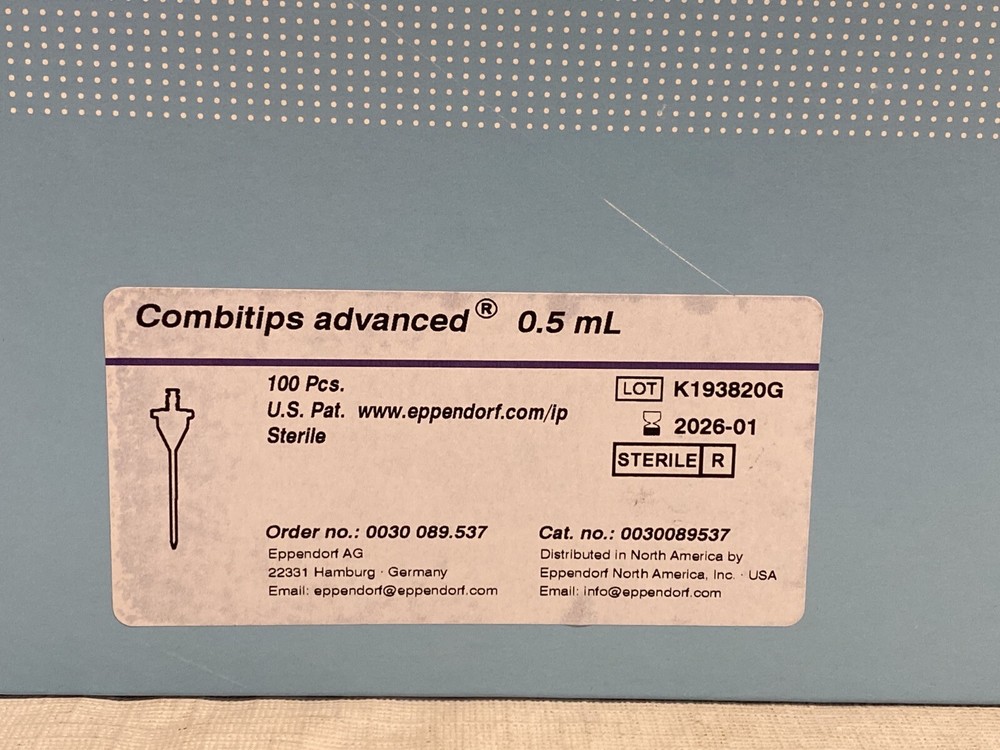 Combitips advanced® 0.5 mL
100 Pcs.
U.S. Pat. www.eppendorf.com/ip
Sterile
LOT K193820G
2026-01
STERILE R
Order no.: 0030 089.537
Eppendorf AG
22331 Hamburg · Germany
Email: eppendorf@eppendorf.com
Cat. no.: 0030089537
Distributed in North America by
Eppendorf North America, Inc. · USA
Email: info@eppendorf.com